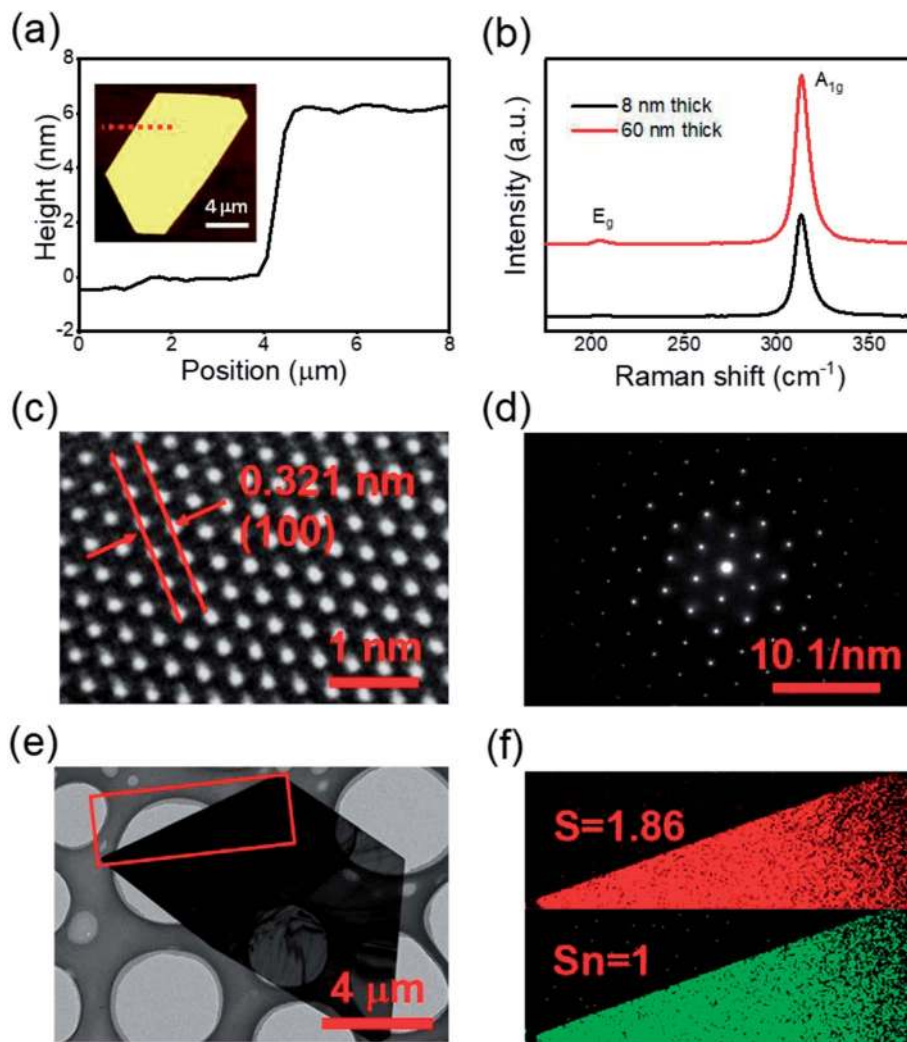 (a)
8
6
4
2
0
-2
Height (nm)
4 μm
0 2 4 6 8
Position (μm)
(b)
A1g
8 nm thick
60 nm thick
Eg
Intensity (a.u.)
200 250 300 350
Raman shift (cm-1)
(c)
0.321 nm
(100)
1 nm
(d)
10 1/nm
(e)
4 μm
(f)
S=1.86
Sn=1